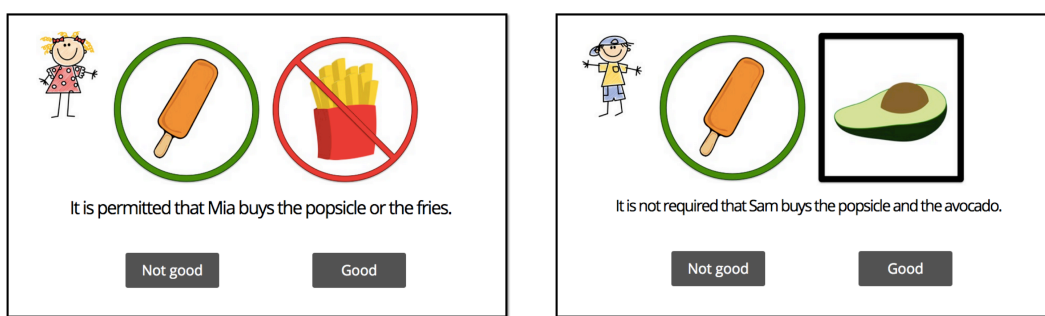 It is permitted that Mia buys the popsicle or the fries.
Not good
Good
It is not required that Sam buys the popsicle and the avocado.
Not good
Good